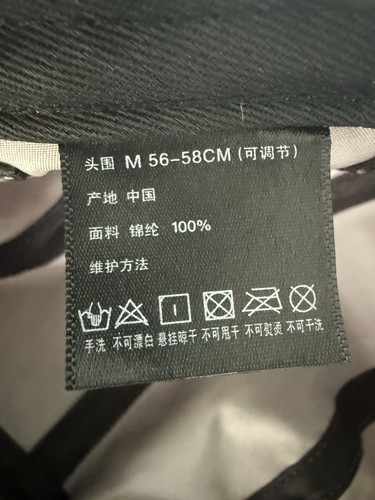 头围 M 56-58CM (可调节)
产地 中国
面料 锦纶 100%
维护方法
手洗 不可漂白 悬挂晾干 不可甩干 不可熨烫 不可干洗